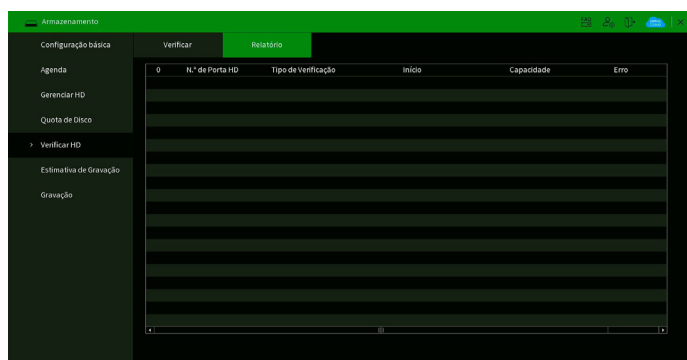 Armazenamento
FAQ
Configuração básica
Verificar
Relatório
Agenda
0 N.° de Porta HD Tipo de Verificação Início Capacidade Erro
Gerenciar HD
Quota de Disco
> Verificar HD
Estimativa de Gravação
Gravação